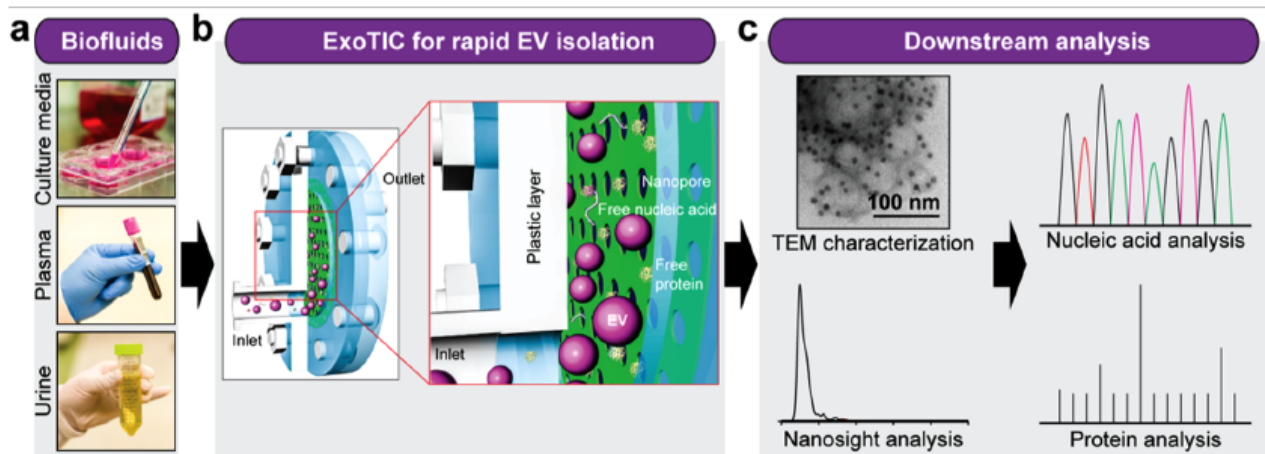 a
Biofluids
Culture media
Plasma
Urine
b
ExoTIC for rapid EV isolation
Outlet
Inlet
Plastic layer
Nanopore
Free nucleic acid
Free
protein
EV
Inlet
c
Downstream analysis
100 nm
TEM characterization
Nucleic acid analysis
Nanosight analysis
Protein analysis